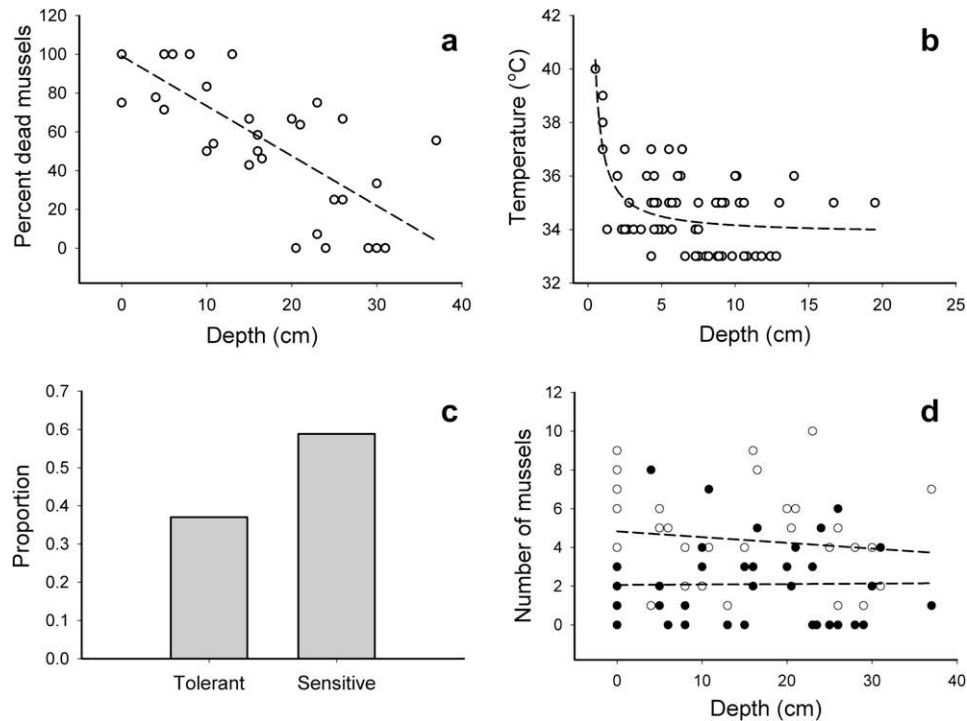 a
Percent dead mussels
120
100
80
60
40
20
0
0 10 20 30 40
Depth (cm)
b
Temperature (°C)
42
40
38
36
34
32
0 5 10 15 20 25
Depth (cm)
c
Proportion
0.7
0.6
0.5
0.4
0.3
0.2
0.1
0.0
Tolerant Sensitive
d
Number of mussels
12
10
8
6
4
2
0
0 10 20 30 40
Depth (cm)